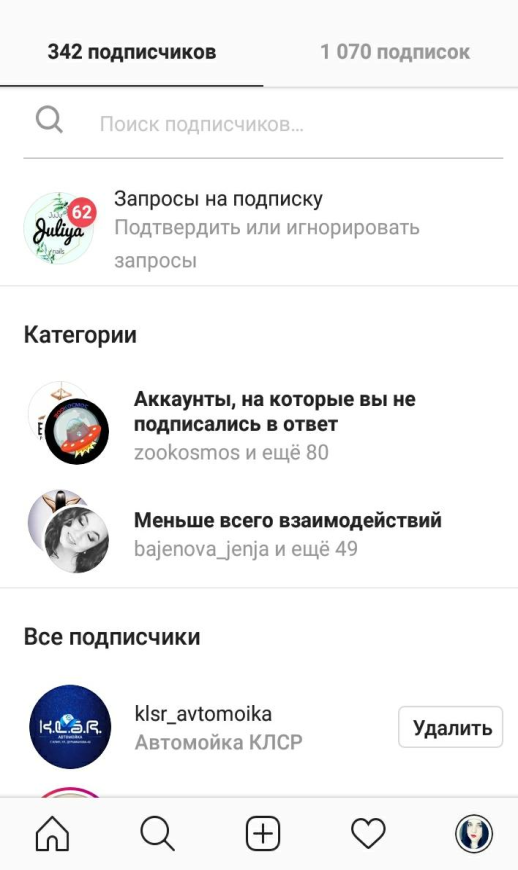 342 подписчиков
1 070 подписок
Поиск подписчиков…
62
Juliya
nails
Запросы на подписку
Подтвердить или игнорировать
запросы
Категории
Аккаунты, на которые вы не
подписались в ответ
zookosmos и ещё 80
Меньше всего взаимодействий
bajenova_jenja и ещё 49
Все подписчики
K.L.S.R.
АВТОМОЙКА
klsr_avtomoika
Автомойка КЛСР
Удалить